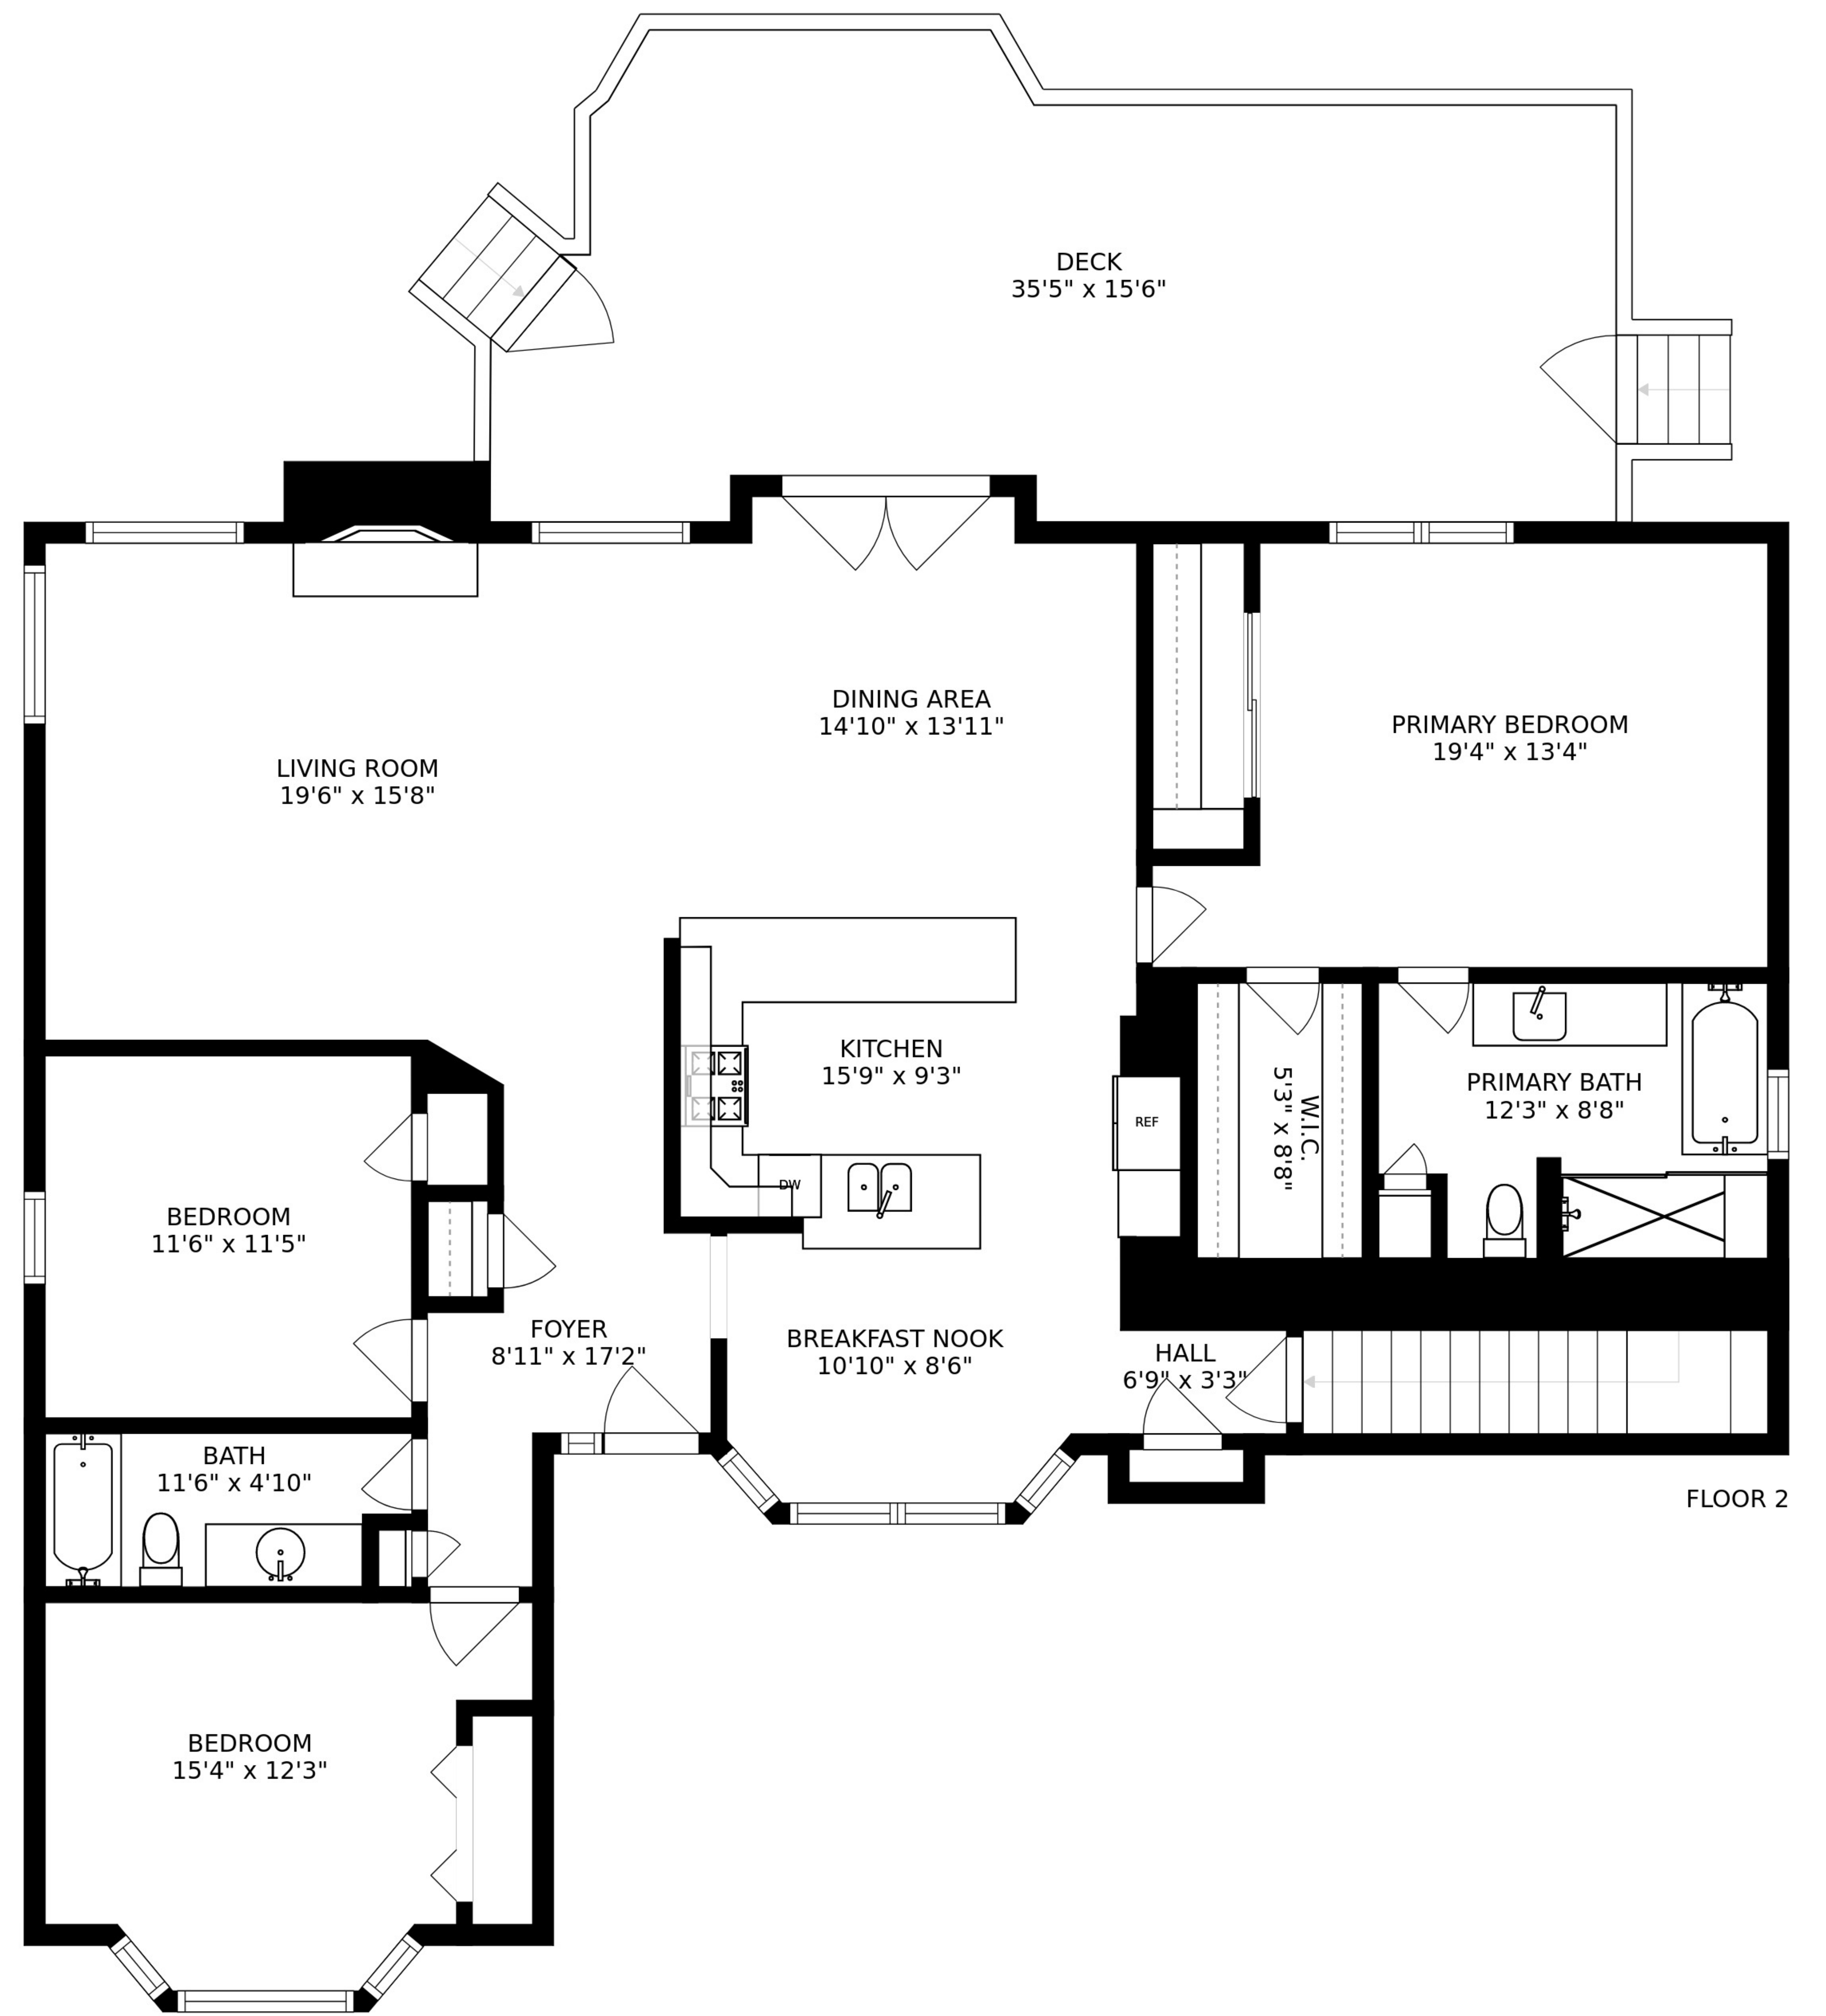 DECK
35'5" x 15'6"
DINING AREA
14'10" x 13'11"
PRIMARY BEDROOM
19'4" x 13'4"
LIVING ROOM
19'6" x 15'8"
KITCHEN
15'9" x 9'3"
PRIMARY BATH
12'3" x 8'8"
REF
W.I.C.
5'3" x 8'8"
DW
BEDROOM
11'6" x 11'5"
FOYER
8'11" x 17'2"
BREAKFAST NOOK
10'10" x 8'6"
HALL
6'9" x 3'3"
BATH
11'6" x 4'10"
FLOOR 2
BEDROOM
15'4" x 12'3"